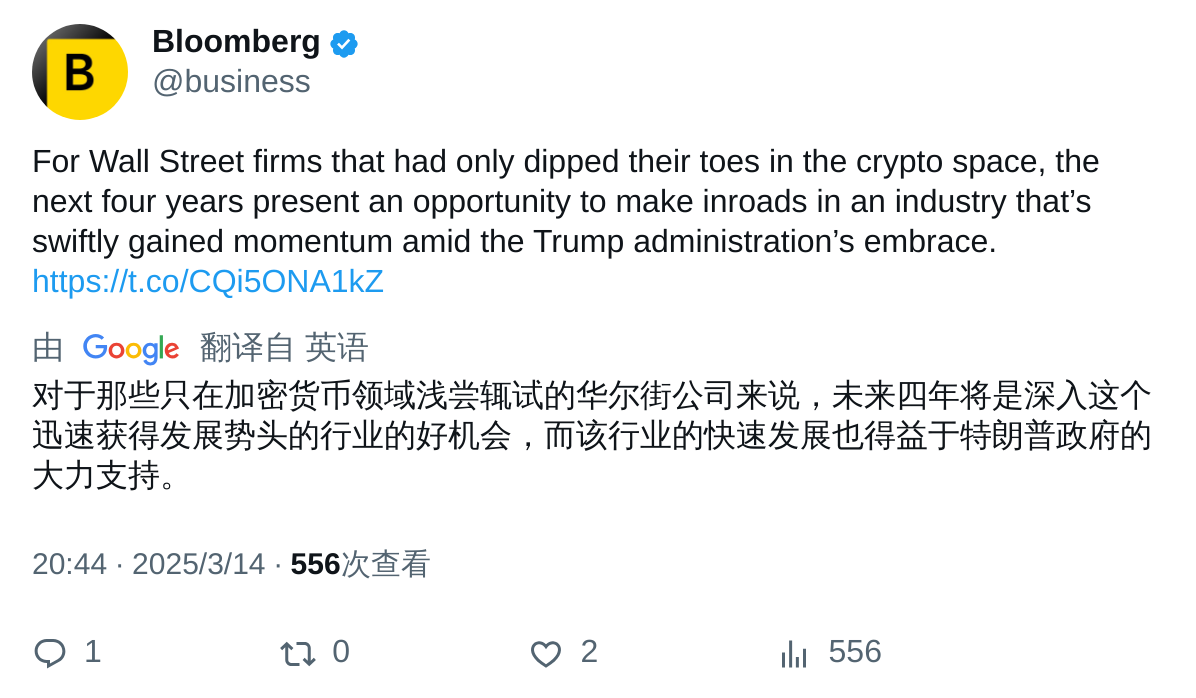 B
Bloomberg
@business
For Wall Street firms that had only dipped their toes in the crypto space, the
next four years present an opportunity to make inroads in an industry that’s
swiftly gained momentum amid the Trump administration’s embrace.
https://t.co/CQi5ONA1kZ
由 Google 翻译自 英语
对于那些只在加密货币领域浅尝辄试的华尔街公司来说，未来四年将是深入这个
迅速获得发展势头的行业的好机会，而该行业的快速发展也得益于特朗普政府的
大力支持。
20:44 · 2025/3/14 · 556次查看
1 0 2 556